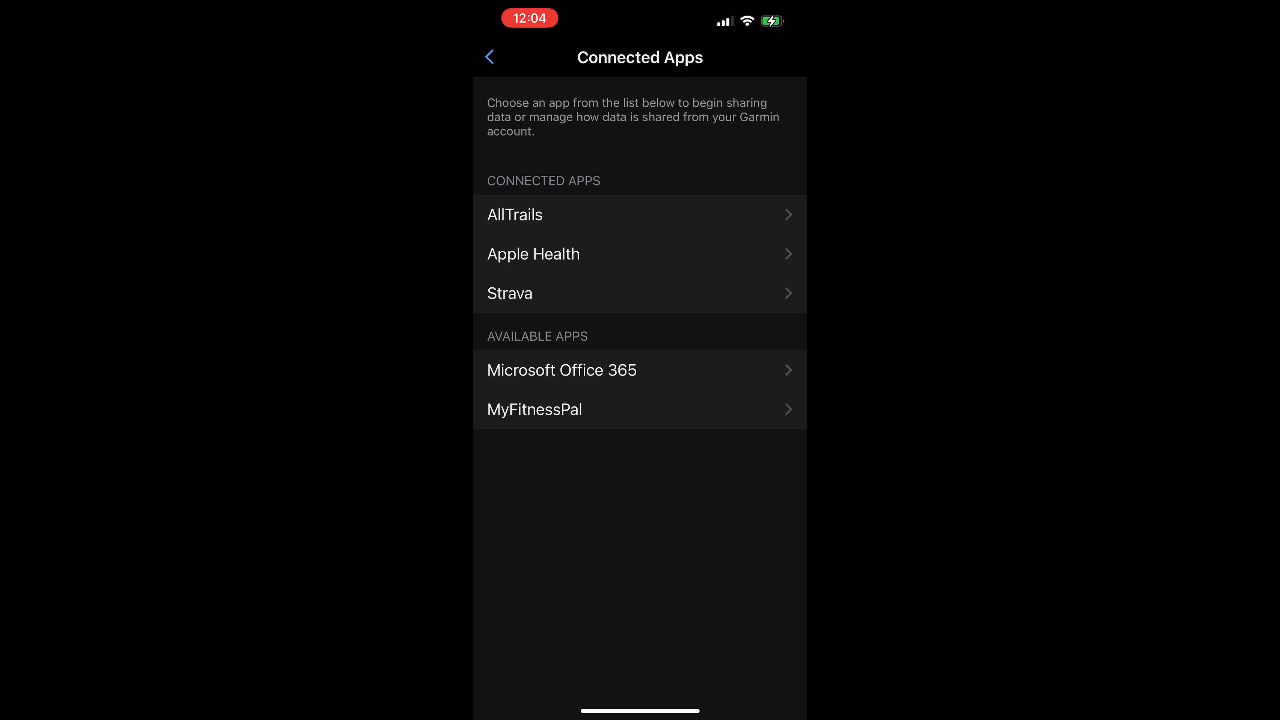 12:04
Connected Apps
Choose an app from the list below to begin sharing
data or manage how data is shared from your Garmin
account.
CONNECTED APPS
AllTrails
Apple Health
Strava
AVAILABLE APPS
Microsoft Office 365
MyFitnessPal